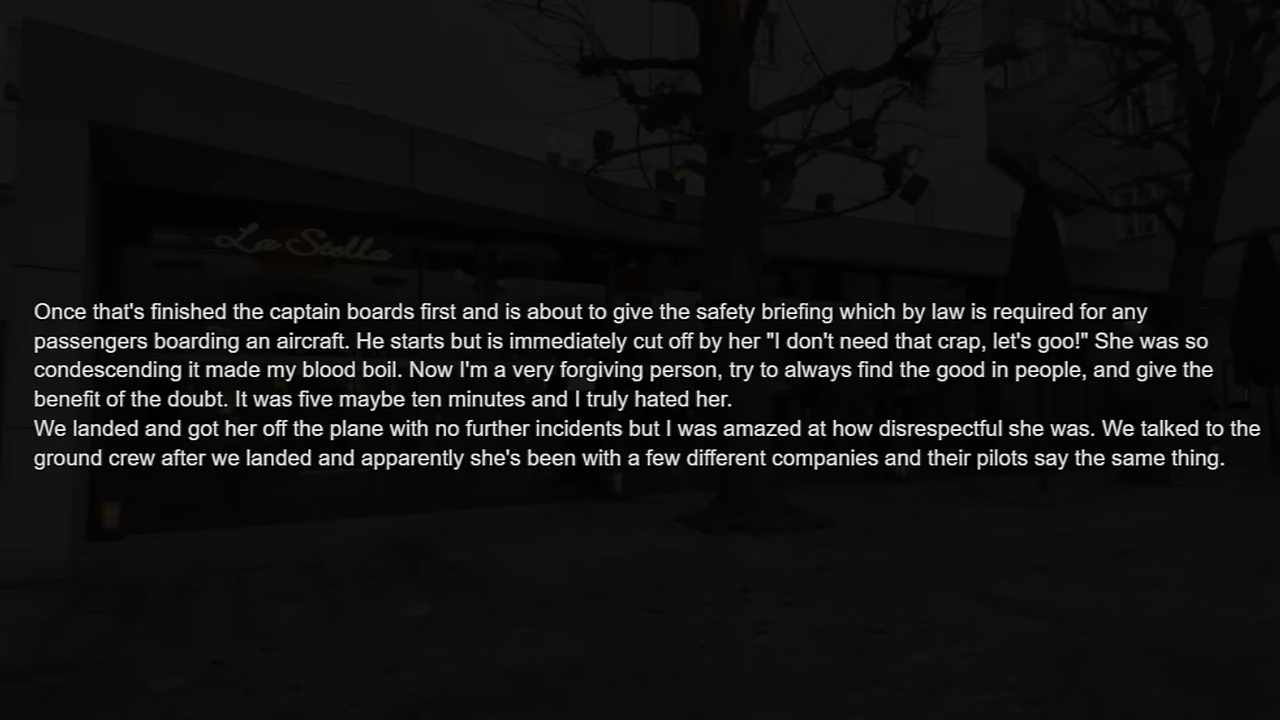 La Stella
Once that's finished the captain boards first and is about to give the safety briefing which by law is required for any
passengers boarding an aircraft. He starts but is immediately cut off by her "I don't need that crap, let's goo!" She was so
condescending it made my blood boil. Now I'm a very forgiving person, try to always find the good in people, and give the
benefit of the doubt. It was five maybe ten minutes and I truly hated her.
We landed and got her off the plane with no further incidents but I was amazed at how disrespectful she was. We talked to the
ground crew after we landed and apparently she's been with a few different companies and their pilots say the same thing.